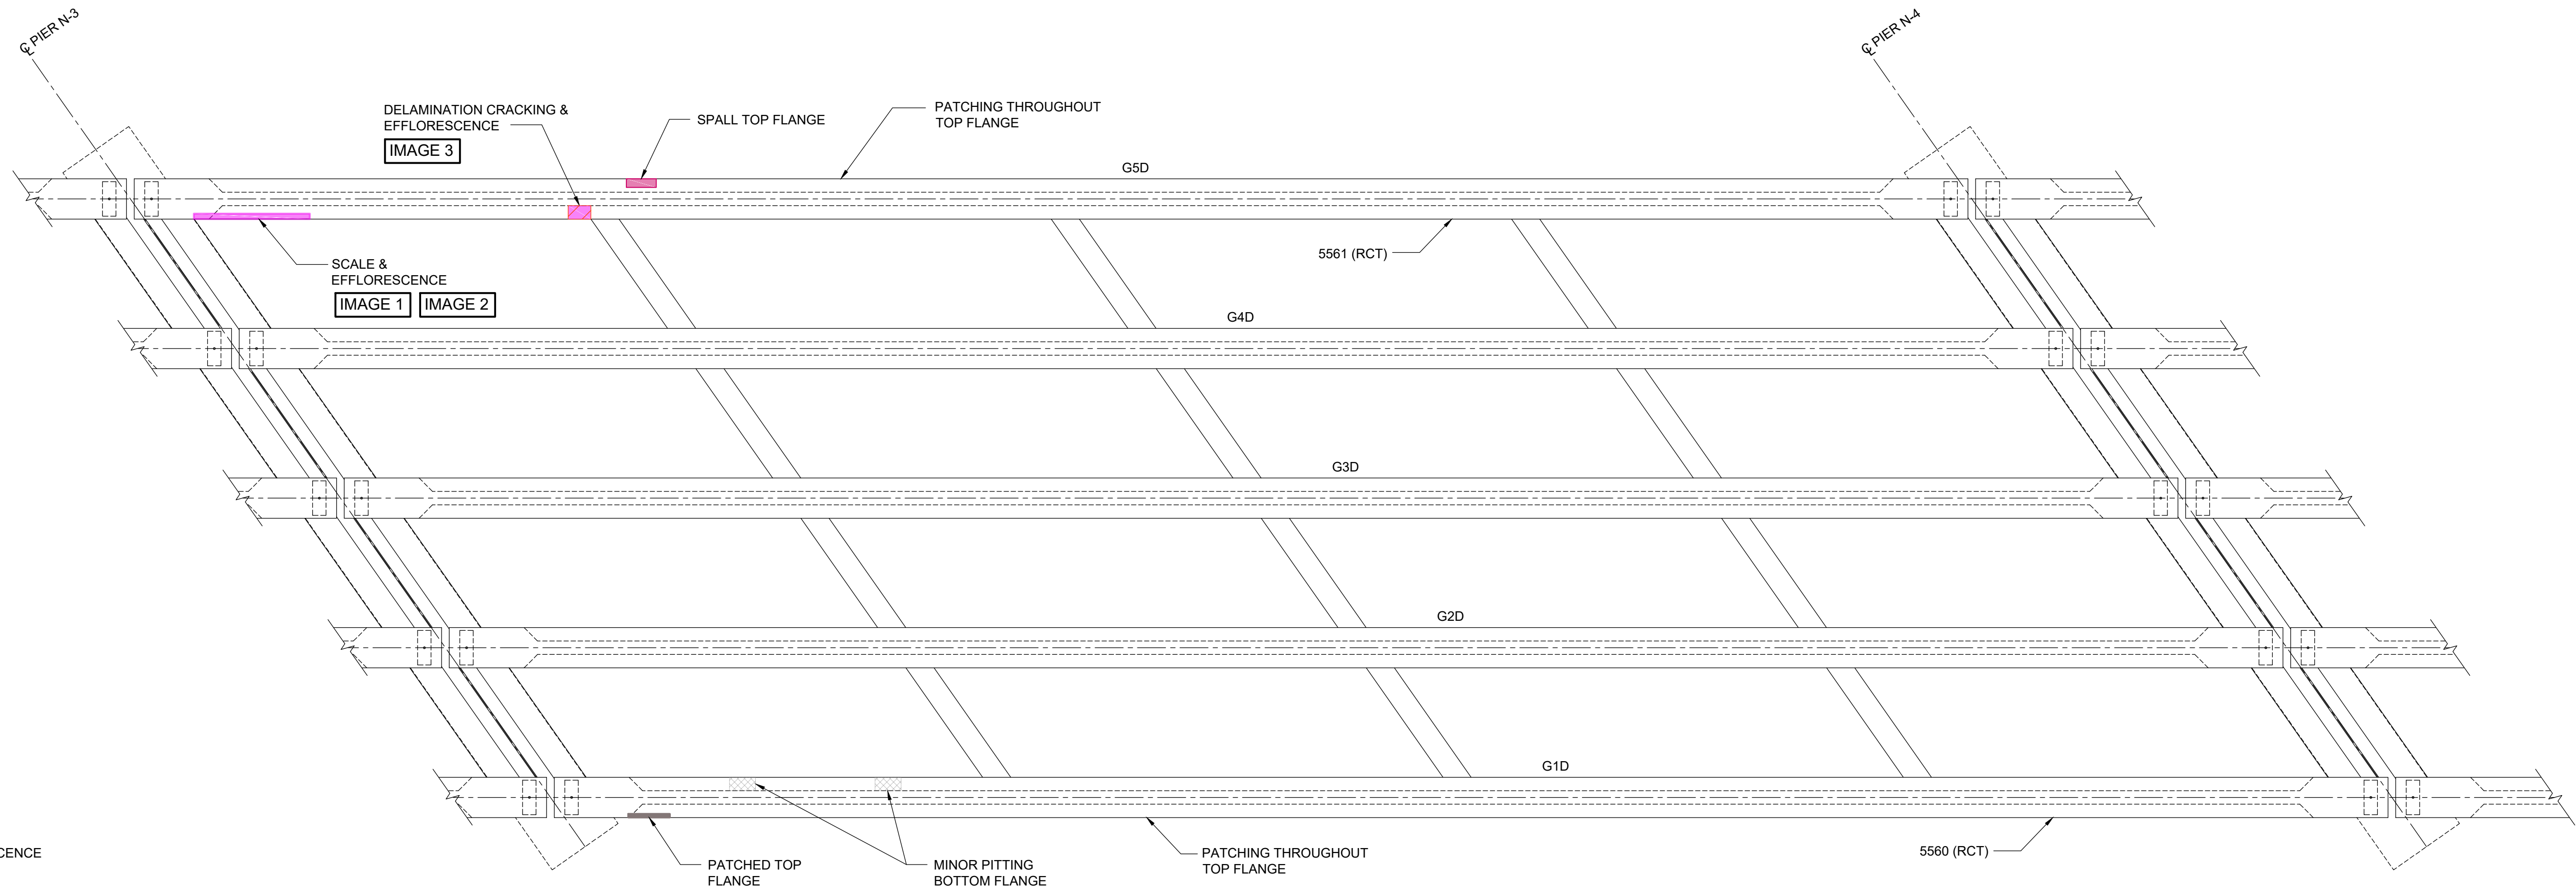 ℄ PIER N-3
℄ PIER N-4
DELAMINATION CRACKING &
EFFLORESCENCE
IMAGE 3
SPALL TOP FLANGE
PATCHING THROUGHOUT
TOP FLANGE
G5D
SCALE &
EFFLORESCENCE
IMAGE 1
IMAGE 2
5561 (RCT)
G4D
G3D
G2D
G1D
CENCE
PATCHED TOP
FLANGE
MINOR PITTING
BOTTOM FLANGE
PATCHING THROUGHOUT
TOP FLANGE
5560 (RCT)